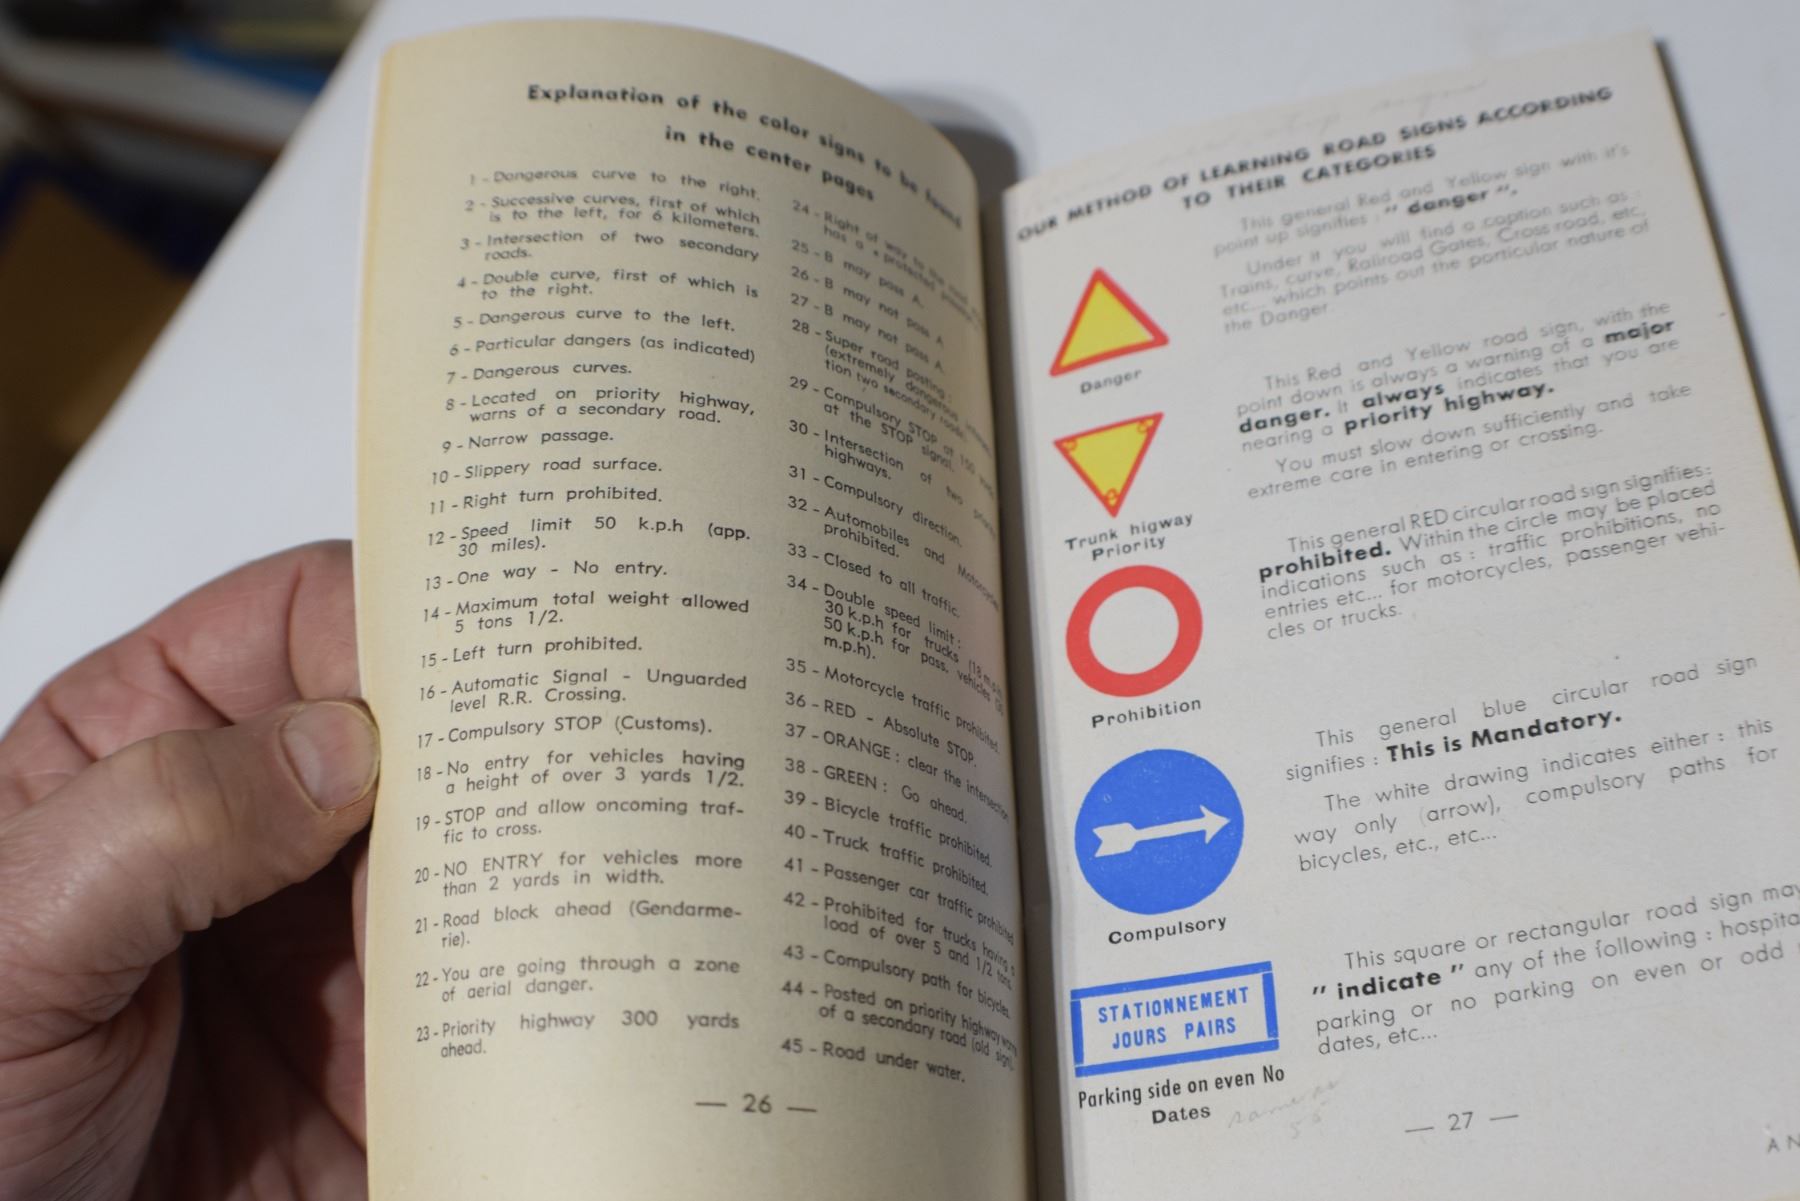 Explanation of the color signs to be found
in the center pages
1 - Dangerous curve to the right.
2 - Successive curves, first of which
is to the left, for 6 kilometers.
3 - Intersection of two secondary
roads.
4 - Double curve, first of which is
to the right.
5 - Dangerous curve to the left.
6 - Particular dangers (as indicated)
7 - Dangerous curves.
8 - Located on priority highway,
warns of a secondary road.
9 - Narrow passage.
10 - Slippery road surface.
11 - Right turn prohibited.
12 - Speed limit 50 k.p.h (app.
30 miles).
13 - One way - No entry.
14 - Maximum total weight allowed
5 tons 1/2.
15 - Left turn prohibited.
16 - Automatic Signal - Unguarded
level R.R. Crossing.
17 - Compulsory STOP (Customs).
18 - No entry for vehicles having
a height of over 3 yards 1/2.
19 - STOP and allow oncoming traf-
fic to cross.
20 - NO ENTRY for vehicles more
than 2 yards in width.
21 - Road block ahead (Gendarme-
rie).
22 - You are going through a zone
of aerial danger.
23 - Priority highway 300 yards
ahead.
24 - Right of way to the road
has a " protected
25 - B may pass A.
26 - B may not pass A
27 - B may not pass A.
28 - Super road posting :
(extremely dangerous
tion two secondary roads.
29 - Compulsory STOP at 150
at the STOP signal.
30 - Intersection of two
highways.
31 - Compulsory direction.
32 - Automobiles and Motorcycles
prohibited.
33 - Closed to all traffic.
34 - Double speed limit :
30 k.p.h for trucks (18 m.p.h.
50 k.p.h for pass. vehicles
m.p.h).
35 - Motorcycle traffic prohibited.
36 - RED - Absolute STOP.
37 - ORANGE : clear the intersection
38 - GREEN : Go ahead.
39 - Bicycle traffic prohibited.
40 - Truck traffic prohibited.
41 - Passenger car traffic prohibited
42 - Prohibited for trucks having a
load of over 5 and 1/2 tons.
43 - Compulsory path for bicycles.
44 - Posted on priority highway warns
of a secondary road (old sign).
45 - Road under water.
— 26 —
OUR METHOD OF LEARNING ROAD SIGNS ACCORDING
TO THEIR CATEGORIES
This general Red and Yellow sign with it's
point up signifies : " danger ".
Under it you will find a caption such as :
Trains, curve, Railroad Gates, Cross road, etc,
etc... which points out the particular nature of
the Danger.
Danger
This Red and Yellow road sign, with the
point down is always a warning of a major
danger. It always indicates that you are
nearing a priority highway.
You must slow down sufficiently and take
extreme care in entering or crossing.
Trunk higway
Priority
This general RED circular road sign signifies :
prohibited. Within the circle may be placed
indications such as : traffic prohibitions, no
entries etc... for motorcycles, passenger vehi-
cles or trucks.
Prohibition
This general blue circular road sign
signifies : This is Mandatory.
The white drawing indicates either : this
way only (arrow), compulsory paths for
bicycles, etc., etc...
Compulsory
This square or rectangular road sign may
" indicate " any of the following : hospita
parking or no parking on even or odd
dates, etc...
STATIONNEMENT
JOURS PAIRS
Parking side on even No
Dates
— 27 —